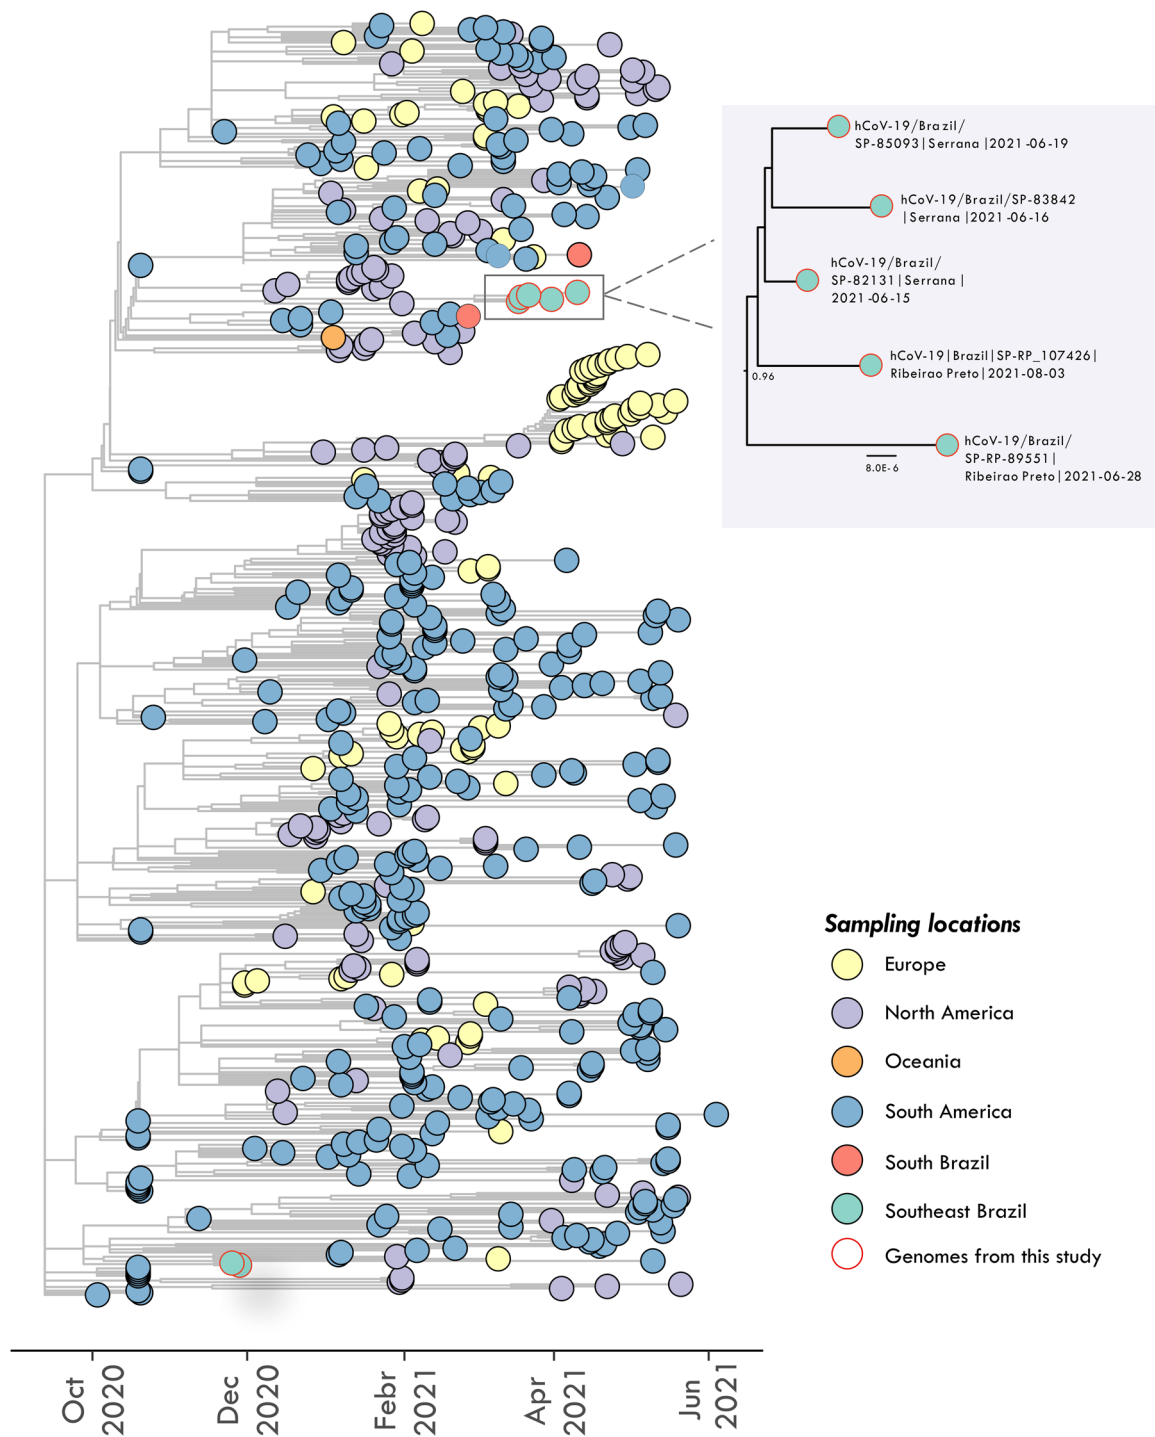 hCoV-19/Brazil/
SP-85093|Serrana |2021-06-19
hCoV-19/Brazil/SP-83842
|Serrana |2021-06-16
hCoV-19/Brazil/
SP-82131|Serrana |
2021-06-15
hCoV-19|Brazil|SP-RP_107426|
Ribeirao Preto|2021-08-03
0.96
hCoV-19/Brazil/
SP-RP-89551|
Ribeirao Preto|2021-06-28
8.0E-6
Sampling locations
Europe
North America
Oceania
South America
South Brazil
Southeast Brazil
Genomes from this study
Oct
2020
Dec
2020
Febr
2021
Apr
2021
Jun
2021